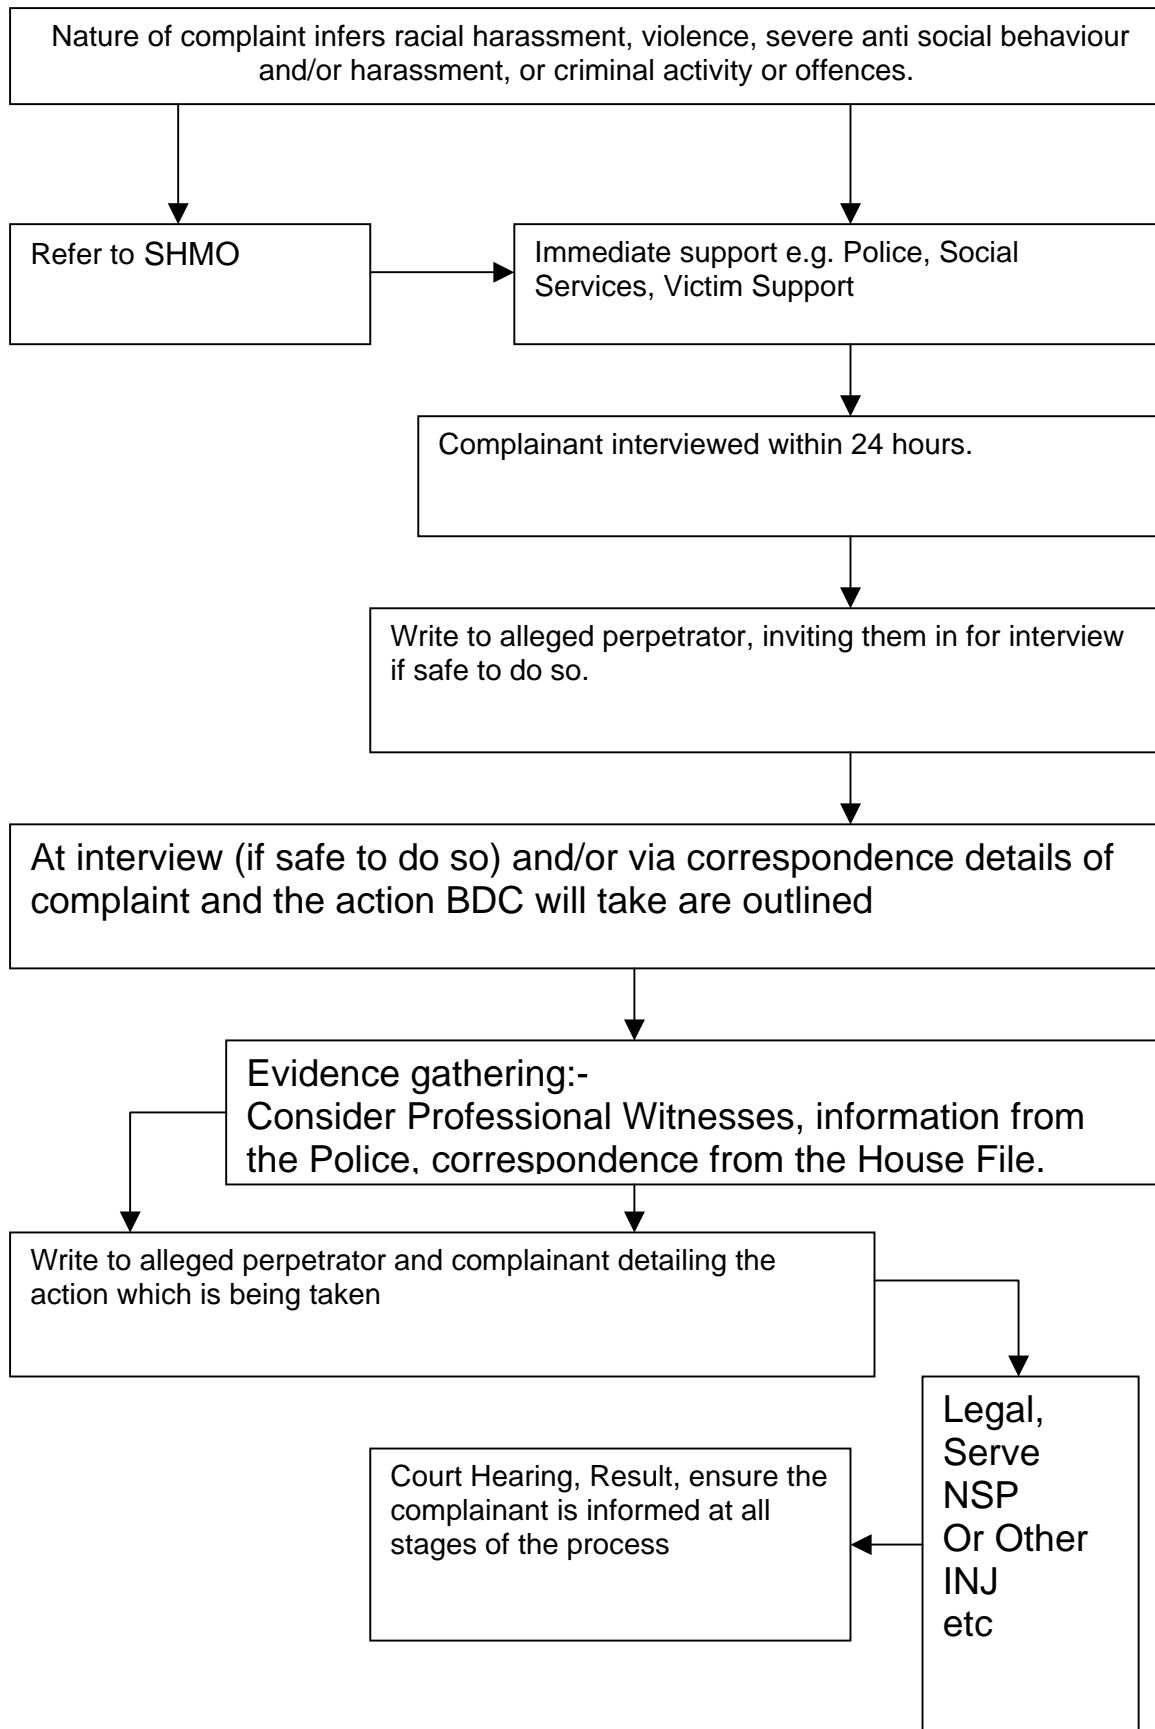 Nature of complaint infers racial harassment, violence, severe anti social behaviour
and/or harassment, or criminal activity or offences.
Refer to SHMO
Immediate support e.g. Police, Social
Services, Victim Support
Complainant interviewed within 24 hours.
Write to alleged perpetrator, inviting them in for interview
if safe to do so.
At interview (if safe to do so) and/or via correspondence details of
complaint and the action BDC will take are outlined
Evidence gathering:-
Consider Professional Witnesses, information from
the Police, correspondence from the House File.
Write to alleged perpetrator and complainant detailing the
action which is being taken
Legal,
Serve
NSP
Or Other
INJ
etc
Court Hearing, Result, ensure the
complainant is informed at all
stages of the process